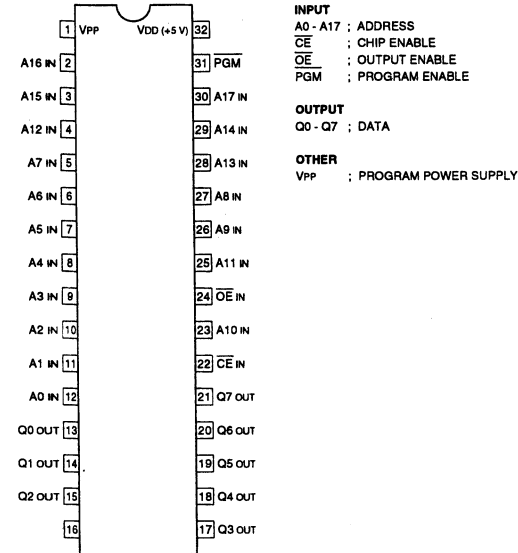 1 VPP VDD (+5 V) 32
A16 IN 2 31 PGM
A15 IN 3 30 A17 IN
A12 IN 4 29 A14 IN
A7 IN 5 28 A13 IN
A6 IN 6 27 A8 IN
A5 IN 7 26 A9 IN
A4 IN 8 25 A11 IN
A3 IN 9 24 OE IN
A2 IN 10 23 A10 IN
A1 IN 11 22 CE IN
A0 IN 12 21 Q7 OUT
Q0 OUT 13 20 Q6 OUT
Q1 OUT 14 19 Q5 OUT
Q2 OUT 15 18 Q4 OUT
16 17 Q3 OUT
INPUT
A0 - A17 ; ADDRESS
CE ; CHIP ENABLE
OE ; OUTPUT ENABLE
PGM ; PROGRAM ENABLE
OUTPUT
Q0 - Q7 ; DATA
OTHER
VPP ; PROGRAM POWER SUPPLY